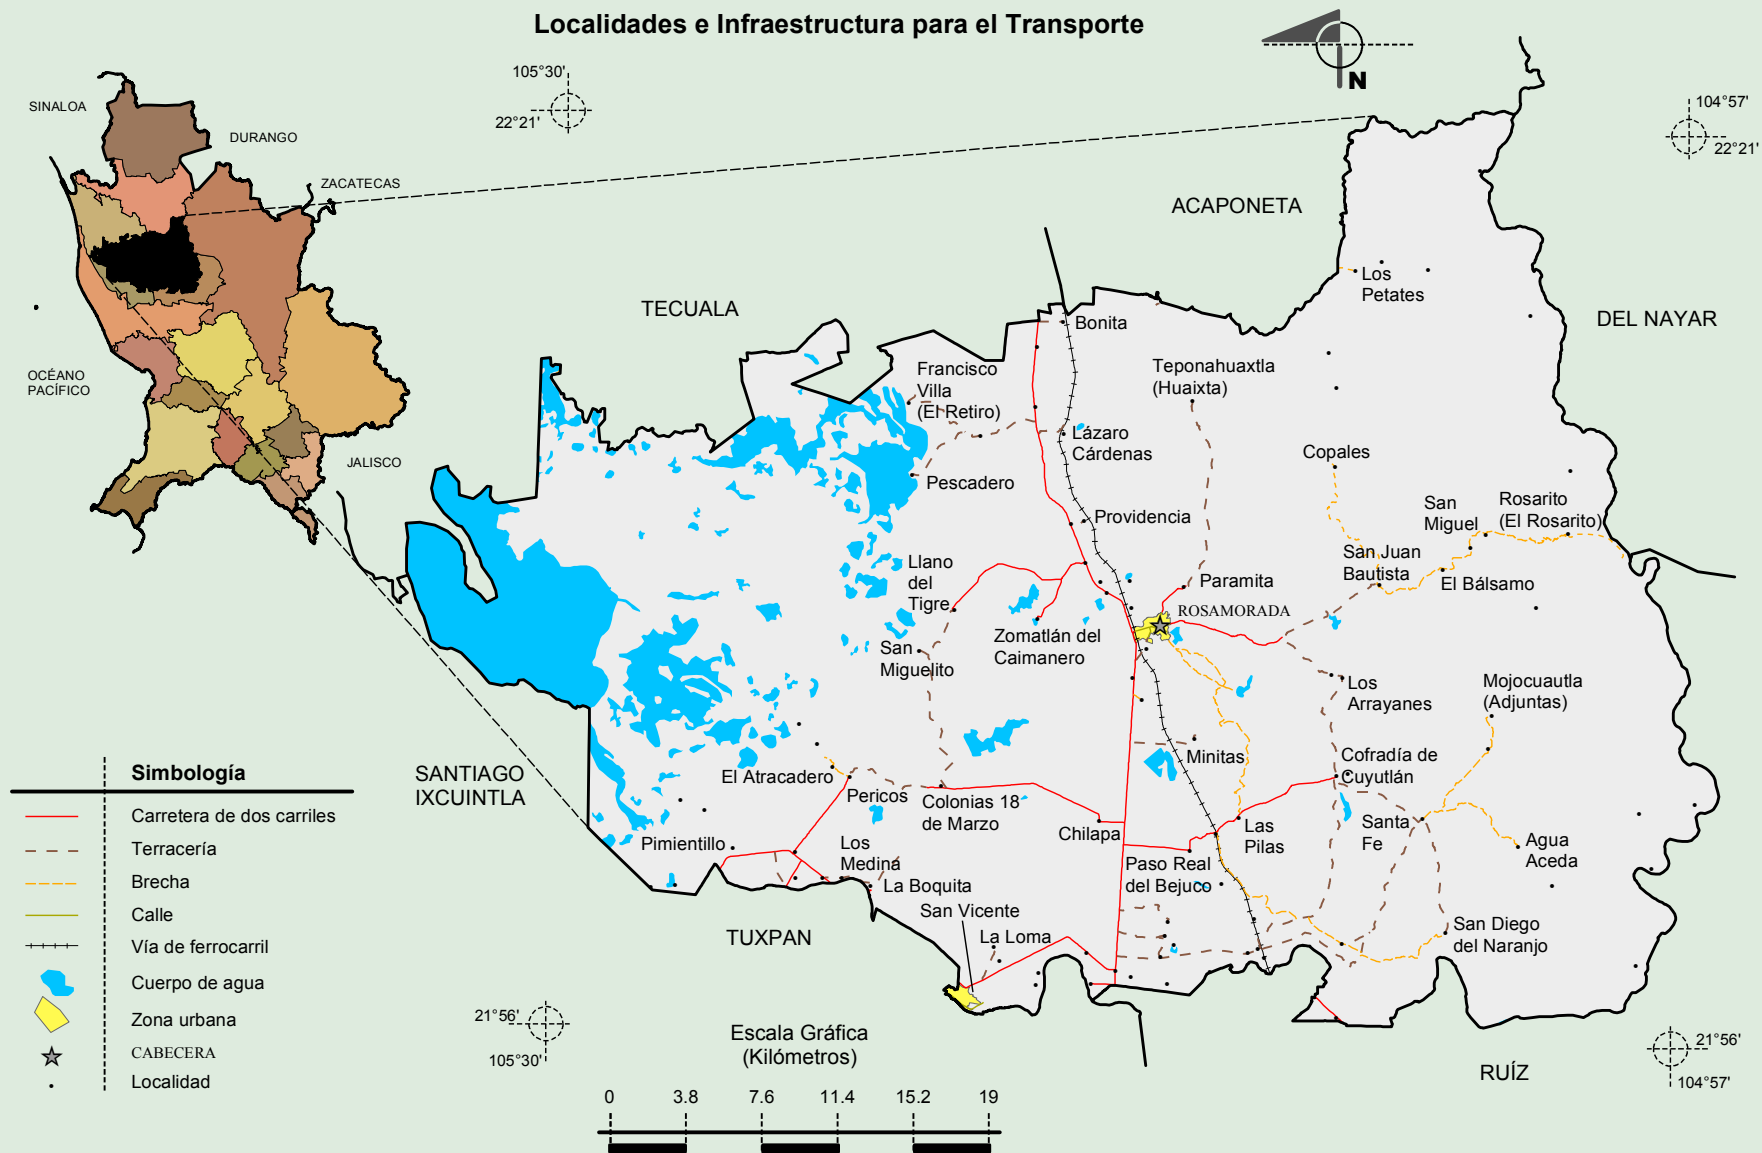 Localidades e Infraestructura para el Transporte
N
105°30'
22°21'
104°57'
22°21'
SINALOA
DURANGO
ZACATECAS
OCÉANO
PACÍFICO
JALISCO
ACAPONETA
TECUALA
DEL NAYAR
Los
Petates
Bonita
Francisco
Villa
(El Retiro)
Teponahuaxtla
(Huaixta)
Lázaro
Cárdenas
Copales
Pescadero
Providencia
San
Miguel
Rosarito
(El Rosarito)
Llano
del
Tigre
San Juan
Bautista
El Bálsamo
Paramita
ROSAMORADA
Zomatlán del
Caimanero
San
Miguelito
Los
Arrayanes
Mojocuautla
(Adjuntas)
Minitas
Cofradía de
Cuyutlán
El Atracadero
Pericos
Colonias 18
de Marzo
Chilapa
Las
Pilas
Santa
Fe
Agua
Aceda
Pimientillo
Los
Medina
Paso Real
del Bejuco
La Boquita
San Vicente
La Loma
San Diego
del Naranjo
SANTIAGO
IXCUINTLA
TUXPAN
RUÍZ
Simbología
Carretera de dos carriles
Terracería
Brecha
Calle
Vía de ferrocarril
Cuerpo de agua
Zona urbana
CABECERA
Localidad
21°56'
105°30'
21°56'
104°57'
Escala Gráfica
(Kilómetros)
0 3.8 7.6 11.4 15.2 19